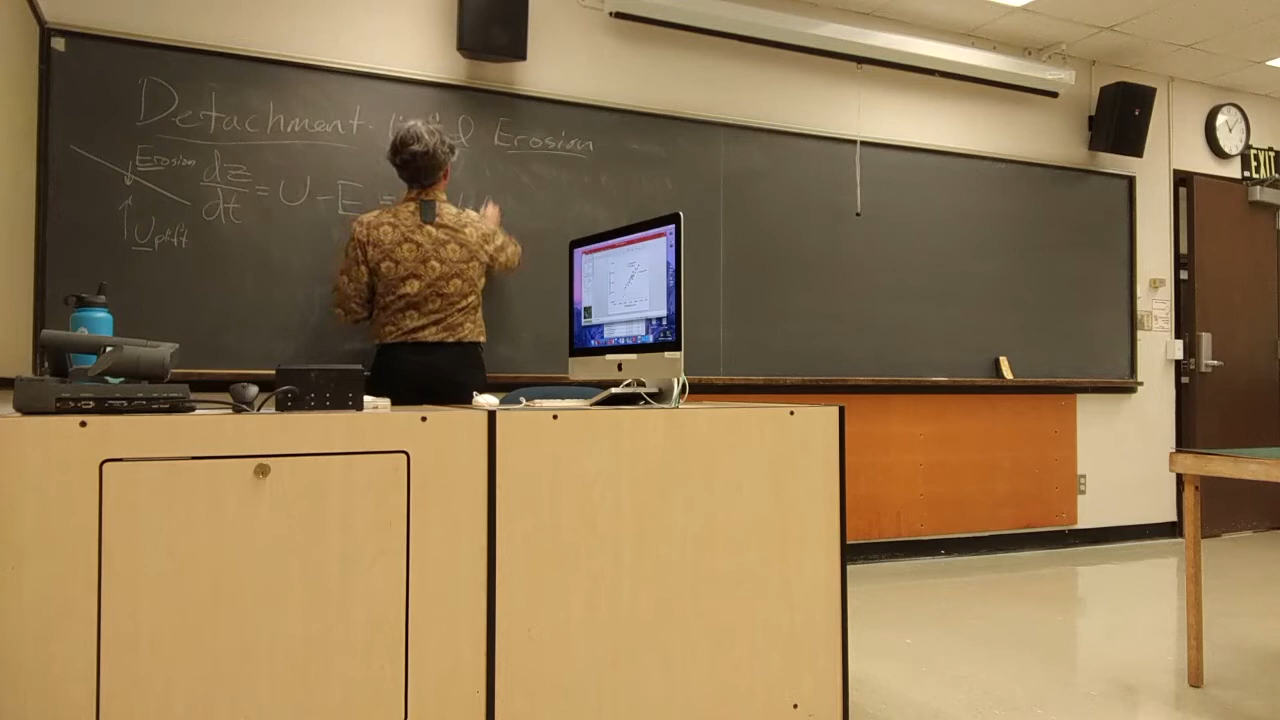 Detachment Erosion
Erosion
dz/dt = U - E =
Uplift
EXIT